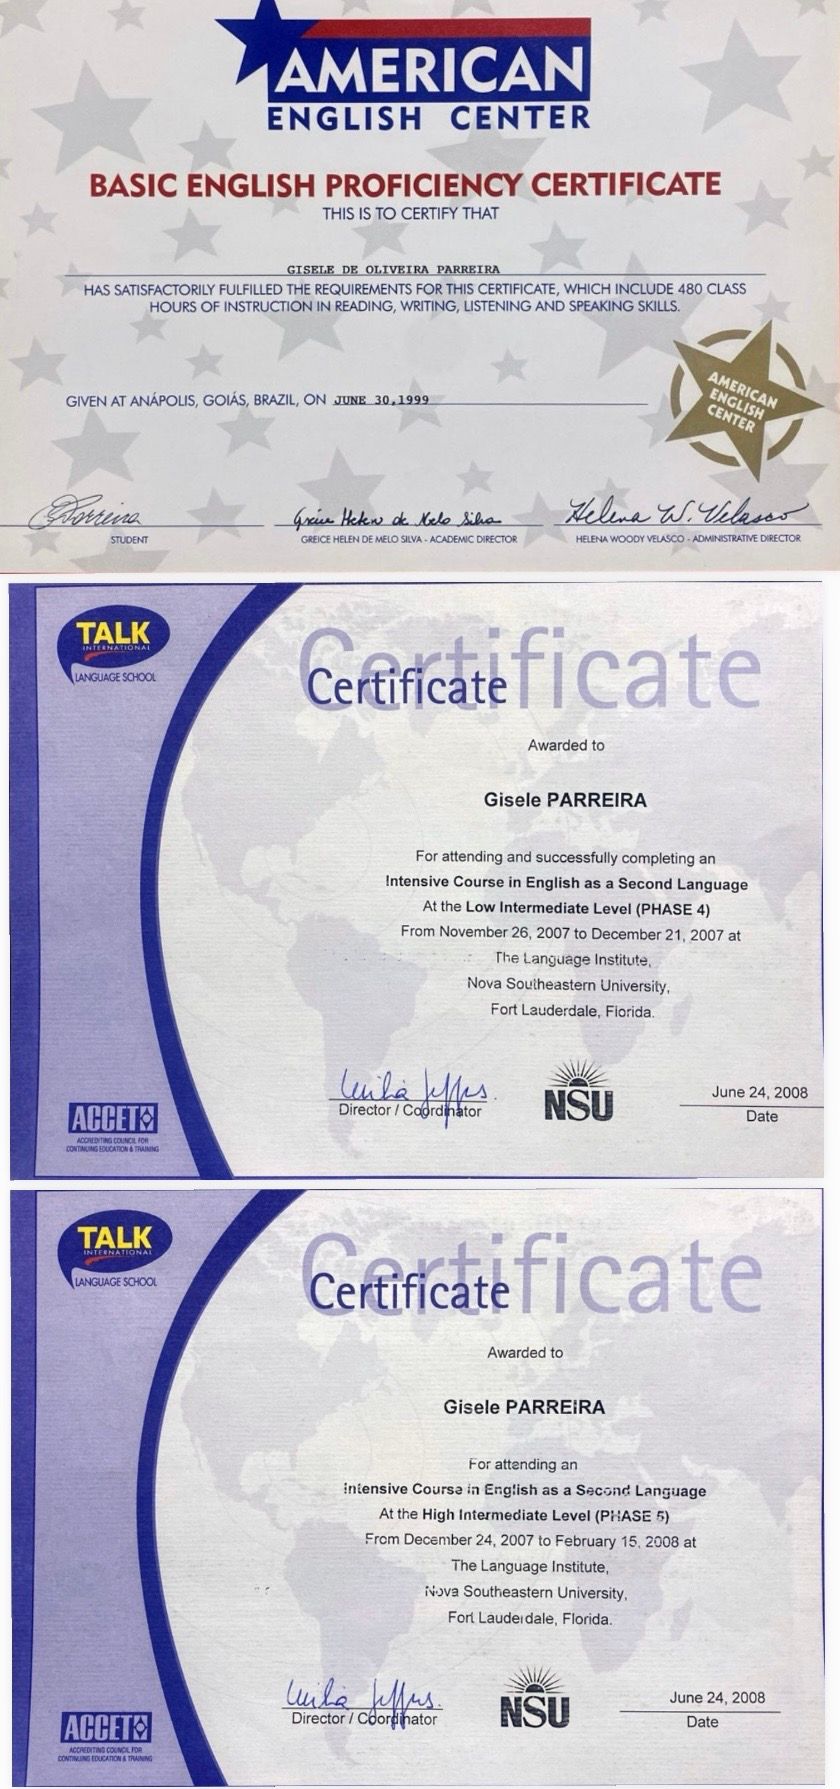 AMERICAN
ENGLISH CENTER
BASIC ENGLISH PROFICIENCY CERTIFICATE
THIS IS TO CERTIFY THAT
GISELE DE OLIVEIRA PARREIRA
HAS SATISFACTORILY FULFILLED THE REQUIREMENTS FOR THIS CERTIFICATE, WHICH INCLUDE 480 CLASS
HOURS OF INSTRUCTION IN READING, WRITING, LISTENING AND SPEAKING SKILLS.
AMERICAN
ENGLISH
CENTER
GIVEN AT ANÁPOLIS, GOIÁS, BRAZIL, ON JUNE 30,1999
GParreira
Greice Helen de Melo Silva
Helena W. Velasco
STUDENT
GREICE HELEN DE MELO SILVA - ACADEMIC DIRECTOR
HELENA WOODY VELASCO - ADMINISTRATIVE DIRECTOR
TALK
INTERNATIONAL
LANGUAGE SCHOOL
Certificate
Certificate
Awarded to
Gisele PARREIRA
For attending and successfully completing an
Intensive Course in English as a Second Language
At the Low Intermediate Level (PHASE 4)
From November 26, 2007 to December 21, 2007 at
The Language Institute,
Nova Southeastern University,
Fort Lauderdale, Florida.
Director / Coordinator
NSU
June 24, 2008
Date
ACCET
ACCREDITING COUNCIL FOR
CONTINUING EDUCATION & TRAINING
TALK
INTERNATIONAL
LANGUAGE SCHOOL
Certificate
Certificate
Awarded to
Gisele PARREIRA
For attending an
Intensive Course in English as a Second Language
At the High Intermediate Level (PHASE 5)
From December 24, 2007 to February 15, 2008 at
The Language Institute,
Nova Southeastern University,
Fort Lauderdale, Florida.
Director / Coordinator
NSU
June 24, 2008
Date
ACCET
ACCREDITING COUNCIL FOR
CONTINUING EDUCATION & TRAINING